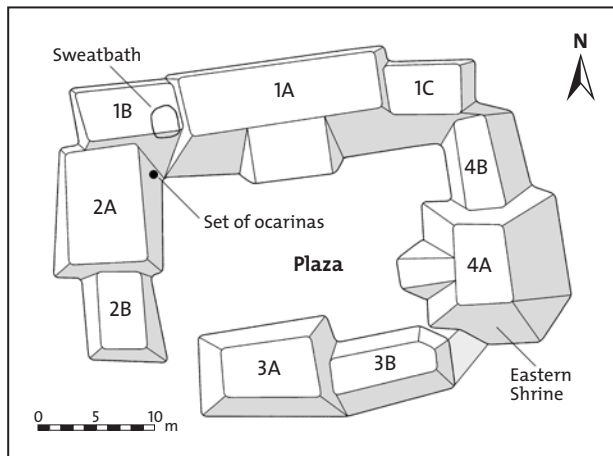 Sweatbath
N
1B
1A
1C
4B
2A
Set of ocarinas
Plaza
4A
2B
3A
3B
Eastern
Shrine
0 5 10
m